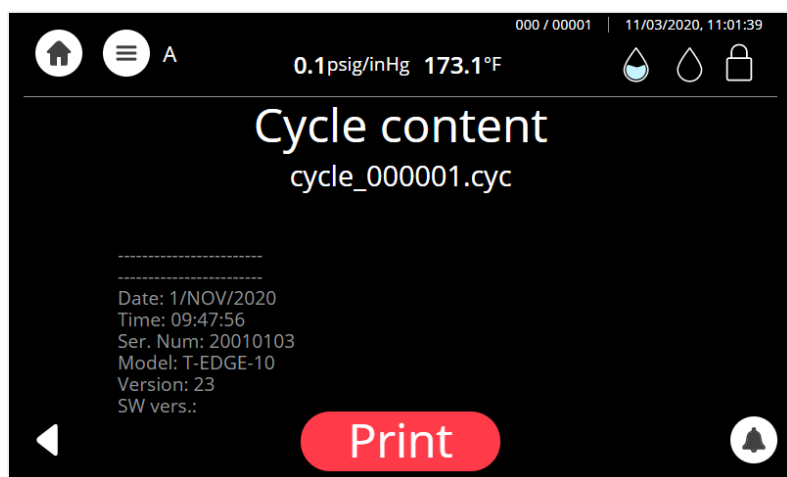 000 / 00001 | 11/03/2020, 11:01:39
A
0.1psig/inHg 173.1°F
Cycle content
cycle_000001.cyc
-------------------------
-------------------------
Date: 1/NOV/2020
Time: 09:47:56
Ser. Num: 20010103
Model: T-EDGE-10
Version: 23
SW vers.:
Print